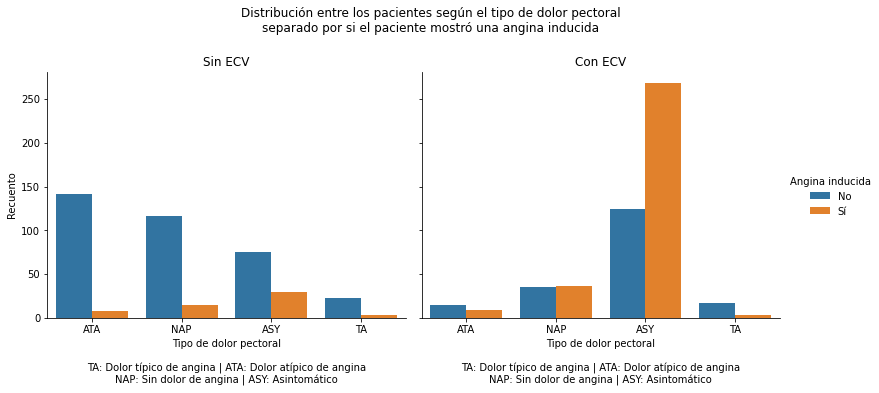 Distribución entre los pacientes según el tipo de dolor pectoral
separado por si el paciente mostró una angina inducida
Sin ECV
Con ECV
Recuento
250
200
150
100
50
0
ATA NAP ASY TA
Tipo de dolor pectoral
TA: Dolor típico de angina | ATA: Dolor atípico de angina
NAP: Sin dolor de angina | ASY: Asintomático
ATA NAP ASY TA
Tipo de dolor pectoral
TA: Dolor típico de angina | ATA: Dolor atípico de angina
NAP: Sin dolor de angina | ASY: Asintomático
Angina inducida
No
Sí